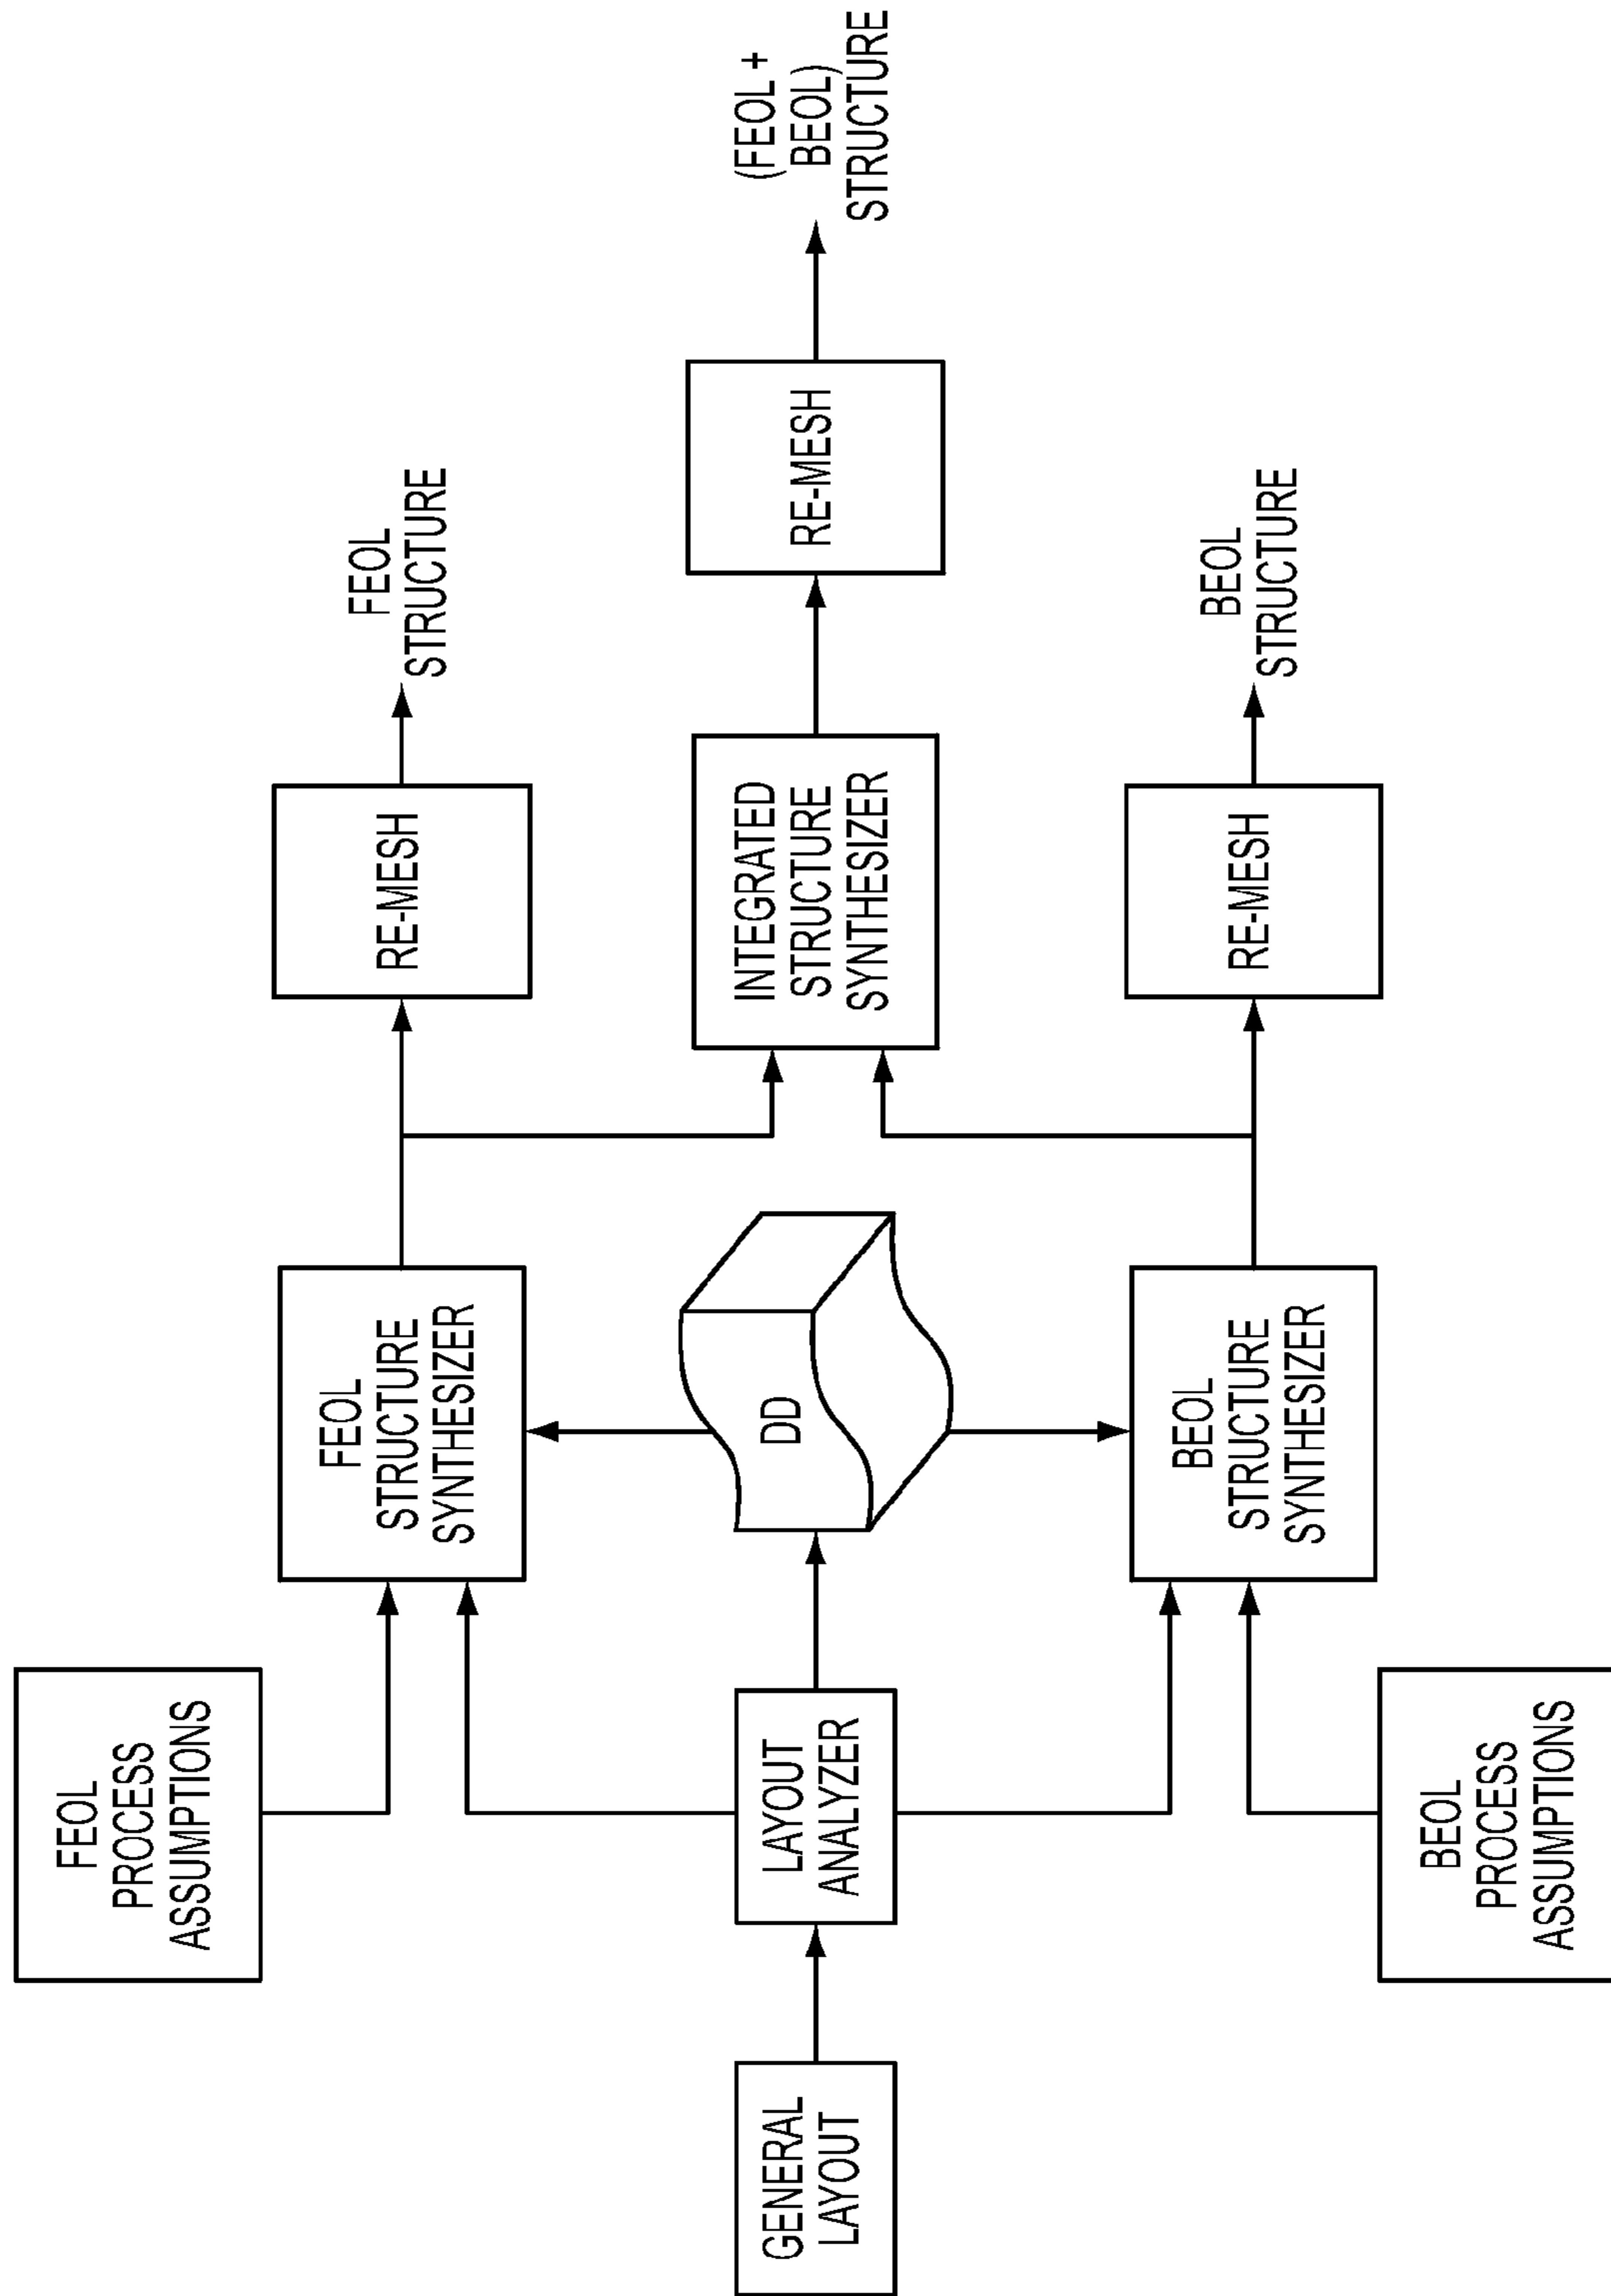 FEOL
PROCESS
ASSUMPTIONS
FEOL
STRUCTURE
SYNTHESIZER
RE-MESH
FEOL
STRUCTURE
GENERAL
LAYOUT
LAYOUT
ANALYZER
DD
INTEGRATED
STRUCTURE
SYNTHESIZER
RE-MESH
(FEOL +
BEOL)
STRUCTURE
BEOL
STRUCTURE
SYNTHESIZER
RE-MESH
BEOL
STRUCTURE
BEOL
PROCESS
ASSUMPTIONS